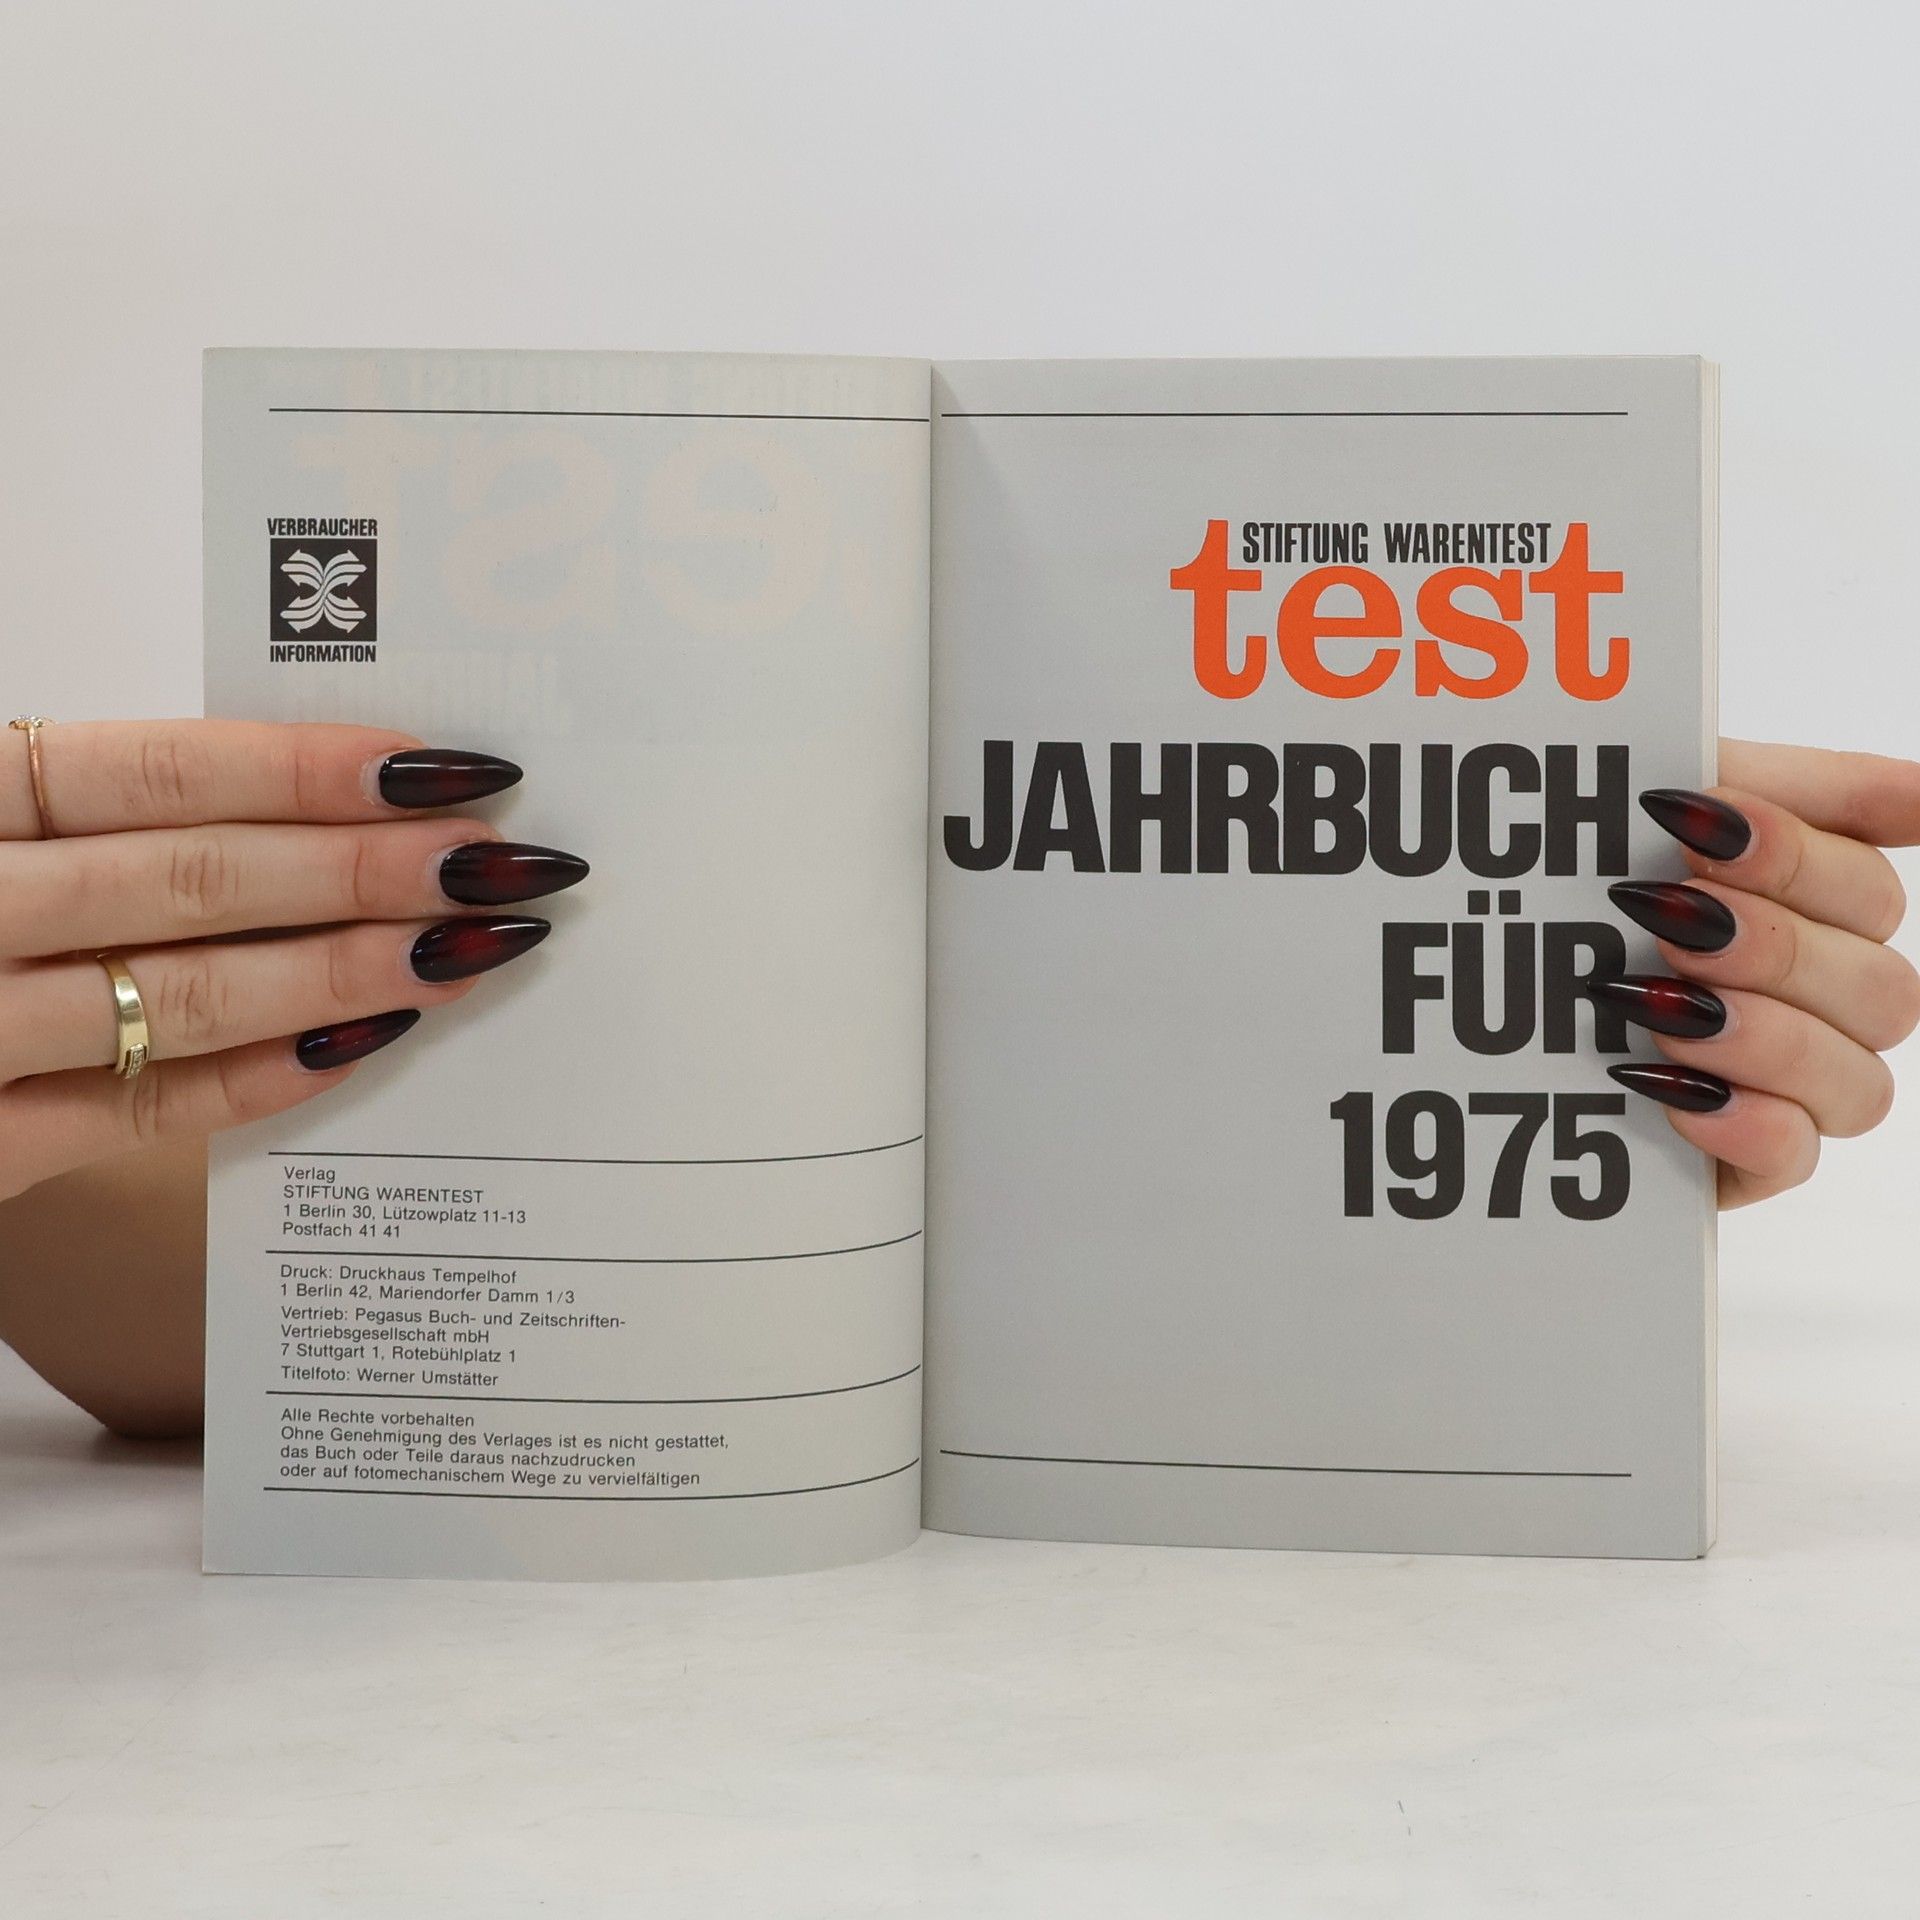 VERBRAUCHER
INFORMATION
Verlag
STIFTUNG WARENTEST
1 Berlin 30, Lützowplatz 11-13
Postfach 41 41
Druck: Druckhaus Tempelhof
1 Berlin 42, Mariendorfer Damm 1/3
Vertrieb: Pegasus Buch- und Zeitschriften-
Vertriebsgesellschaft mbH
7 Stuttgart 1, Rotebühlplatz 1
Titelfoto: Werner Umstätter
Alle Rechte vorbehalten
Ohne Genehmigung des Verlages ist es nicht gestattet,
das Buch oder Teile daraus nachzudrucken
oder auf fotomechanischem Wege zu vervielfältigen
STIFTUNG WARENTEST
test
JAHRBUCH
FÜR
1975